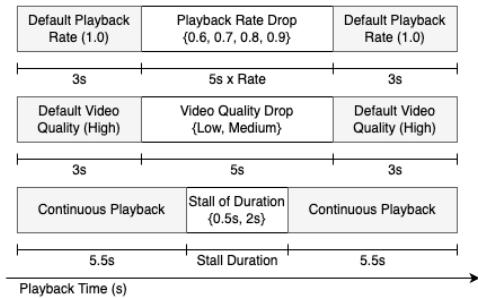 Default Playback
Rate (1.0)
Playback Rate Drop
{0.6, 0.7, 0.8, 0.9}
Default Playback
Rate (1.0)
3s
5s x Rate
3s
Default Video
Quality (High)
Video Quality Drop
{Low, Medium}
Default Video
Quality (High)
3s
5s
3s
Continuous Playback
Stall of Duration
{0.5s, 2s}
Continuous Playback
5.5s
Stall Duration
5.5s
Playback Time (s)